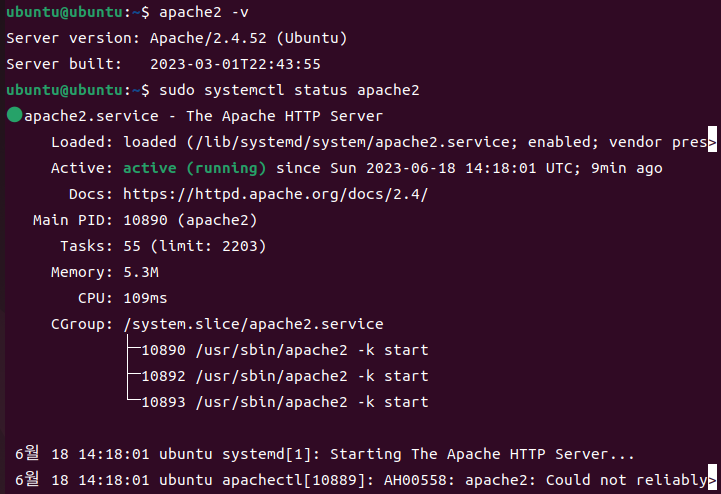 ubuntu@ubuntu:~$ apache2 -v
Server version: Apache/2.4.52 (Ubuntu)
Server built:   2023-03-01T22:43:55
ubuntu@ubuntu:~$ sudo systemctl status apache2
●apache2.service - The Apache HTTP Server
     Loaded: loaded (/lib/systemd/system/apache2.service; enabled; vendor pres>
     Active: active (running) since Sun 2023-06-18 14:18:01 UTC; 9min ago
       Docs: https://httpd.apache.org/docs/2.4/
   Main PID: 10890 (apache2)
      Tasks: 55 (limit: 2203)
     Memory: 5.3M
        CPU: 109ms
     CGroup: /system.slice/apache2.service
             ├─10890 /usr/sbin/apache2 -k start
             ├─10892 /usr/sbin/apache2 -k start
             └─10893 /usr/sbin/apache2 -k start
 6월 18 14:18:01 ubuntu systemd[1]: Starting The Apache HTTP Server...
 6월 18 14:18:01 ubuntu apachectl[10889]: AH00558: apache2: Could not reliably>